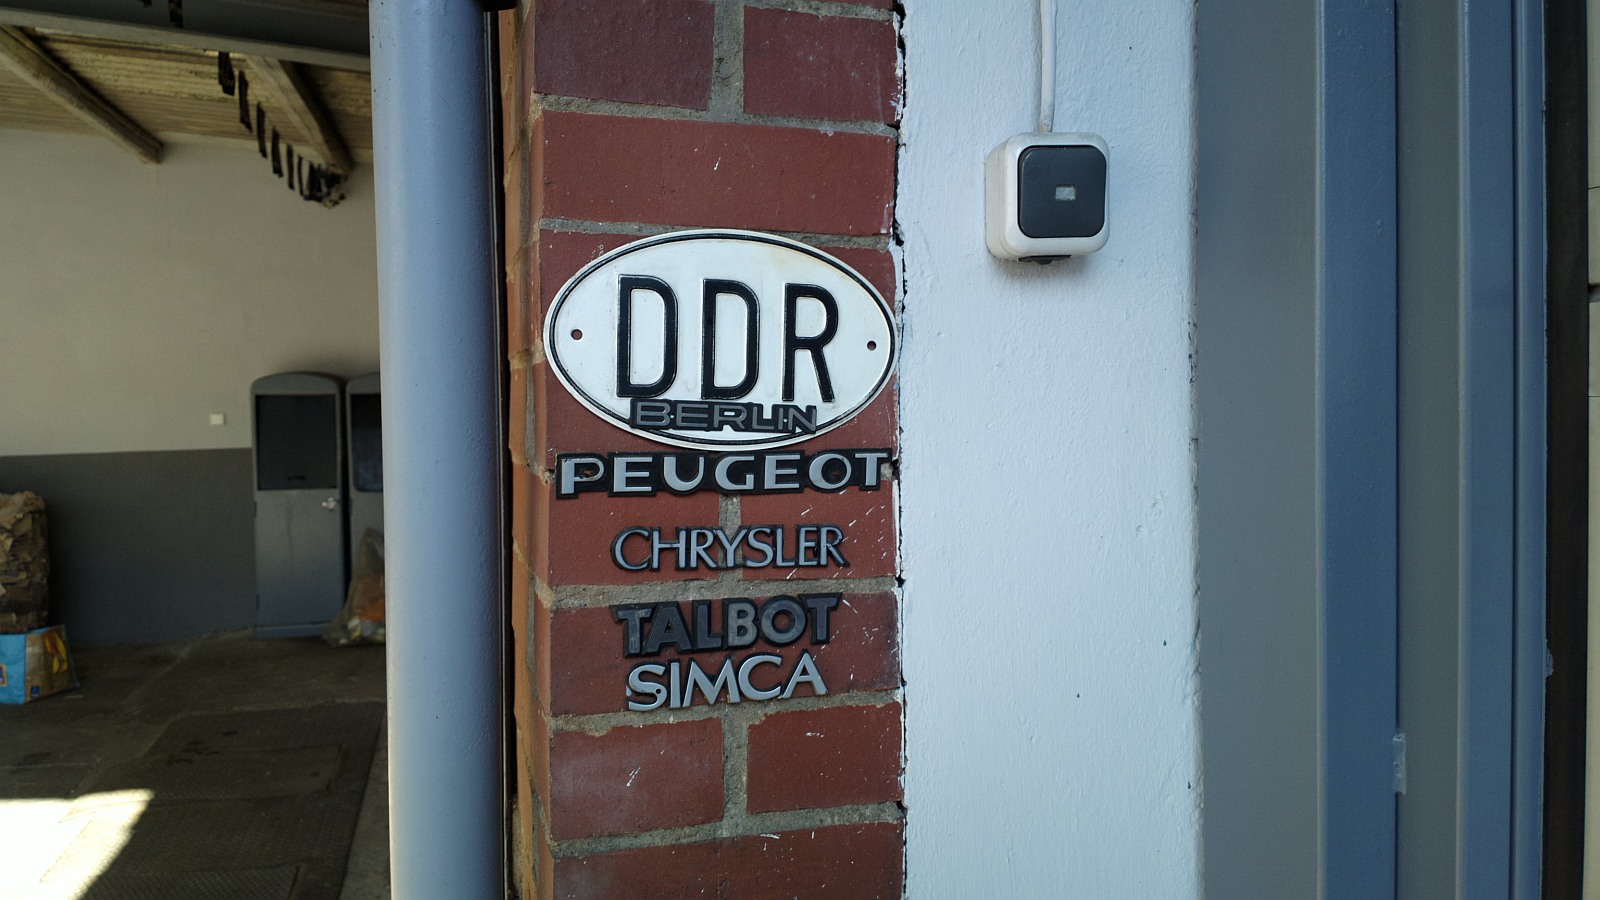 DDR
BERLIN
PEUGEOT
CHRYSLER
TALBOT
SIMCA